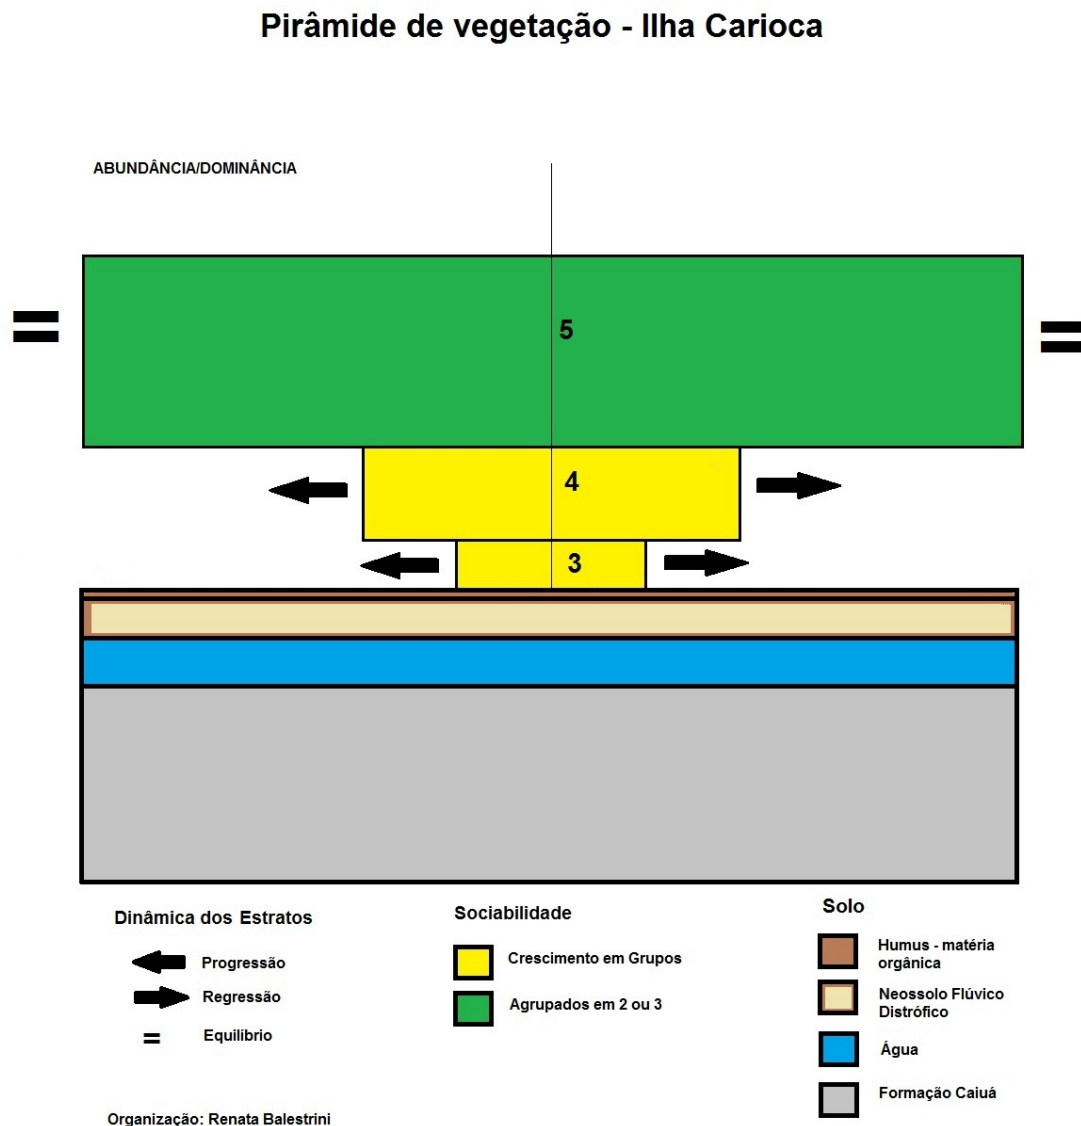 Pirâmide de vegetação - Ilha Carioca
ABUNDÂNCIA/DOMINÂNCIA
=
5
=
4
3
Dinâmica dos Estratos
Progressão
Regressão
= Equilíbrio
Sociabilidade
Crescimento em Grupos
Agrupados em 2 ou 3
Solo
Humus - matéria
orgânica
Neossolo Flúvico
Distrófico
Água
Formação Caiuá
Organização: Renata Balestrini